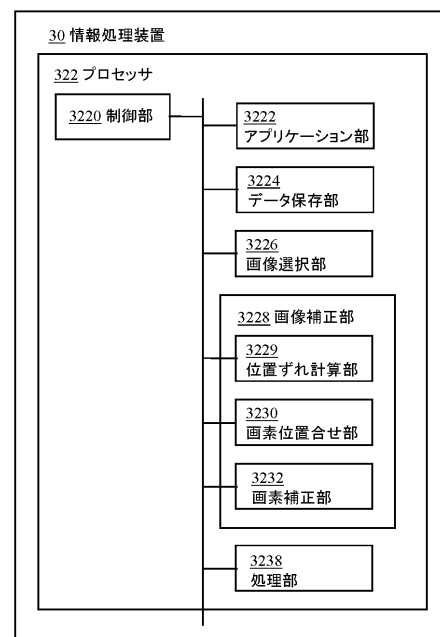 30 情報処理装置
322 プロセッサ
3220 制御部
3222
アプリケーション部
3224
データ保存部
3226
画像選択部
3228 画像補正部
3229
位置ずれ計算部
3230
画素位置合せ部
3232
画素補正部
3238
処理部